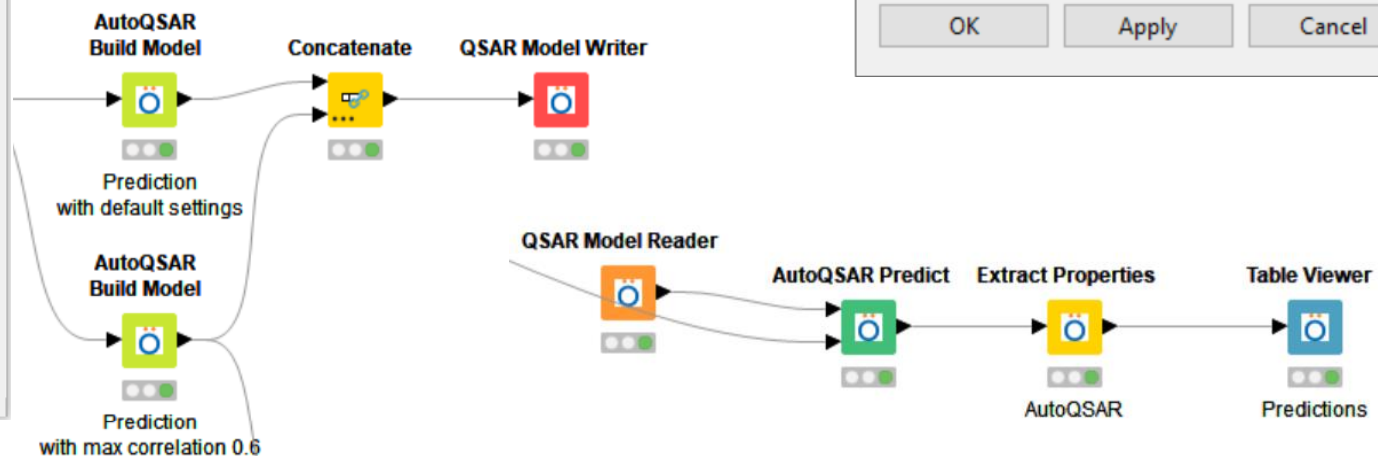 OK
Apply
Cancel
AutoQSAR
Build Model
Concatenate
QSAR Model Writer
Prediction
with default settings
AutoQSAR
Build Model
Prediction
with max correlation 0.6
QSAR Model Reader
AutoQSAR Predict
Extract Properties
Table Viewer
AutoQSAR
Predictions